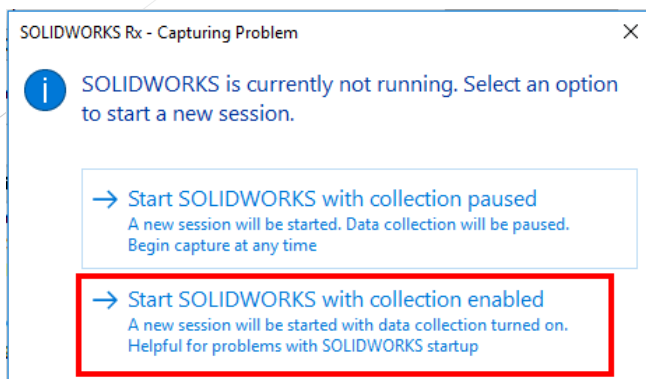 SOLIDWORKS Rx - Capturing Problem
SOLIDWORKS is currently not running. Select an option
to start a new session.
Start SOLIDWORKS with collection paused
A new session will be started. Data collection will be paused.
Begin capture at any time
Start SOLIDWORKS with collection enabled
A new session will be started with data collection turned on.
Helpful for problems with SOLIDWORKS startup